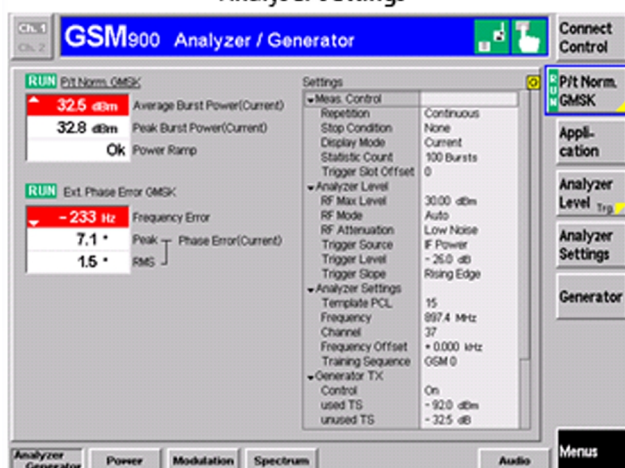 Analyzer Settings
Ch. 1
Ch. 2
GSM900 Analyzer / Generator
Connect Control
RUN P/t Norm. GMSK
32.5 dBm Average Burst Power(Current)
32.8 dBm Peak Burst Power(Current)
Ok Power Ramp
RUN Ext. Phase Error GMSK
- 233 Hz Frequency Error
7.1 ° Peak Phase Error(Current)
1.5 ° RMS
Settings
Meas. Control
Repetition Continuous
Stop Condition None
Display Mode Current
Statistic Count 100 Bursts
Trigger Slot Offset 0
Analyzer Level
RF Max Level 30.00 dBm
RF Mode Auto
RF Attenuation Low Noise
Trigger Source IF Power
Trigger Level - 26.0 dB
Trigger Slope Rising Edge
Analyzer Settings
Template PCL 15
Frequency 897.4 MHz
Channel 37
Frequency Offset + 0.000 kHz
Training Sequence GSM 0
Generator TX
Control On
used TS - 92.0 dBm
unused TS - 32.5 dB
RUN
P/t Norm.
GMSK
Appli-
cation
Analyzer
Level Trg.
Analyzer
Settings
Generator
Menus
Analyzer
Generator
Power
Modulation
Spectrum
Audio